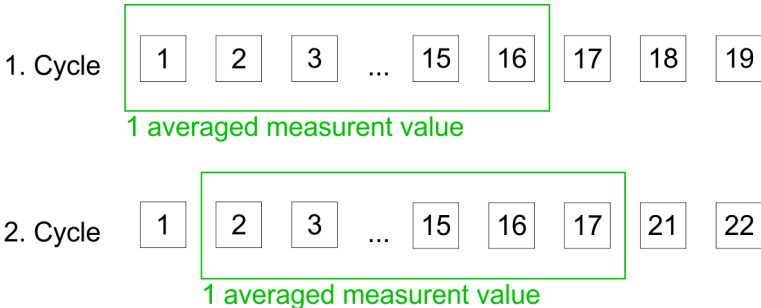 1. Cycle 1 2 3 ... 15 16 17 18 19
1 averaged measurent value
2. Cycle 1 2 3 ... 15 16 17 21 22
1 averaged measurent value